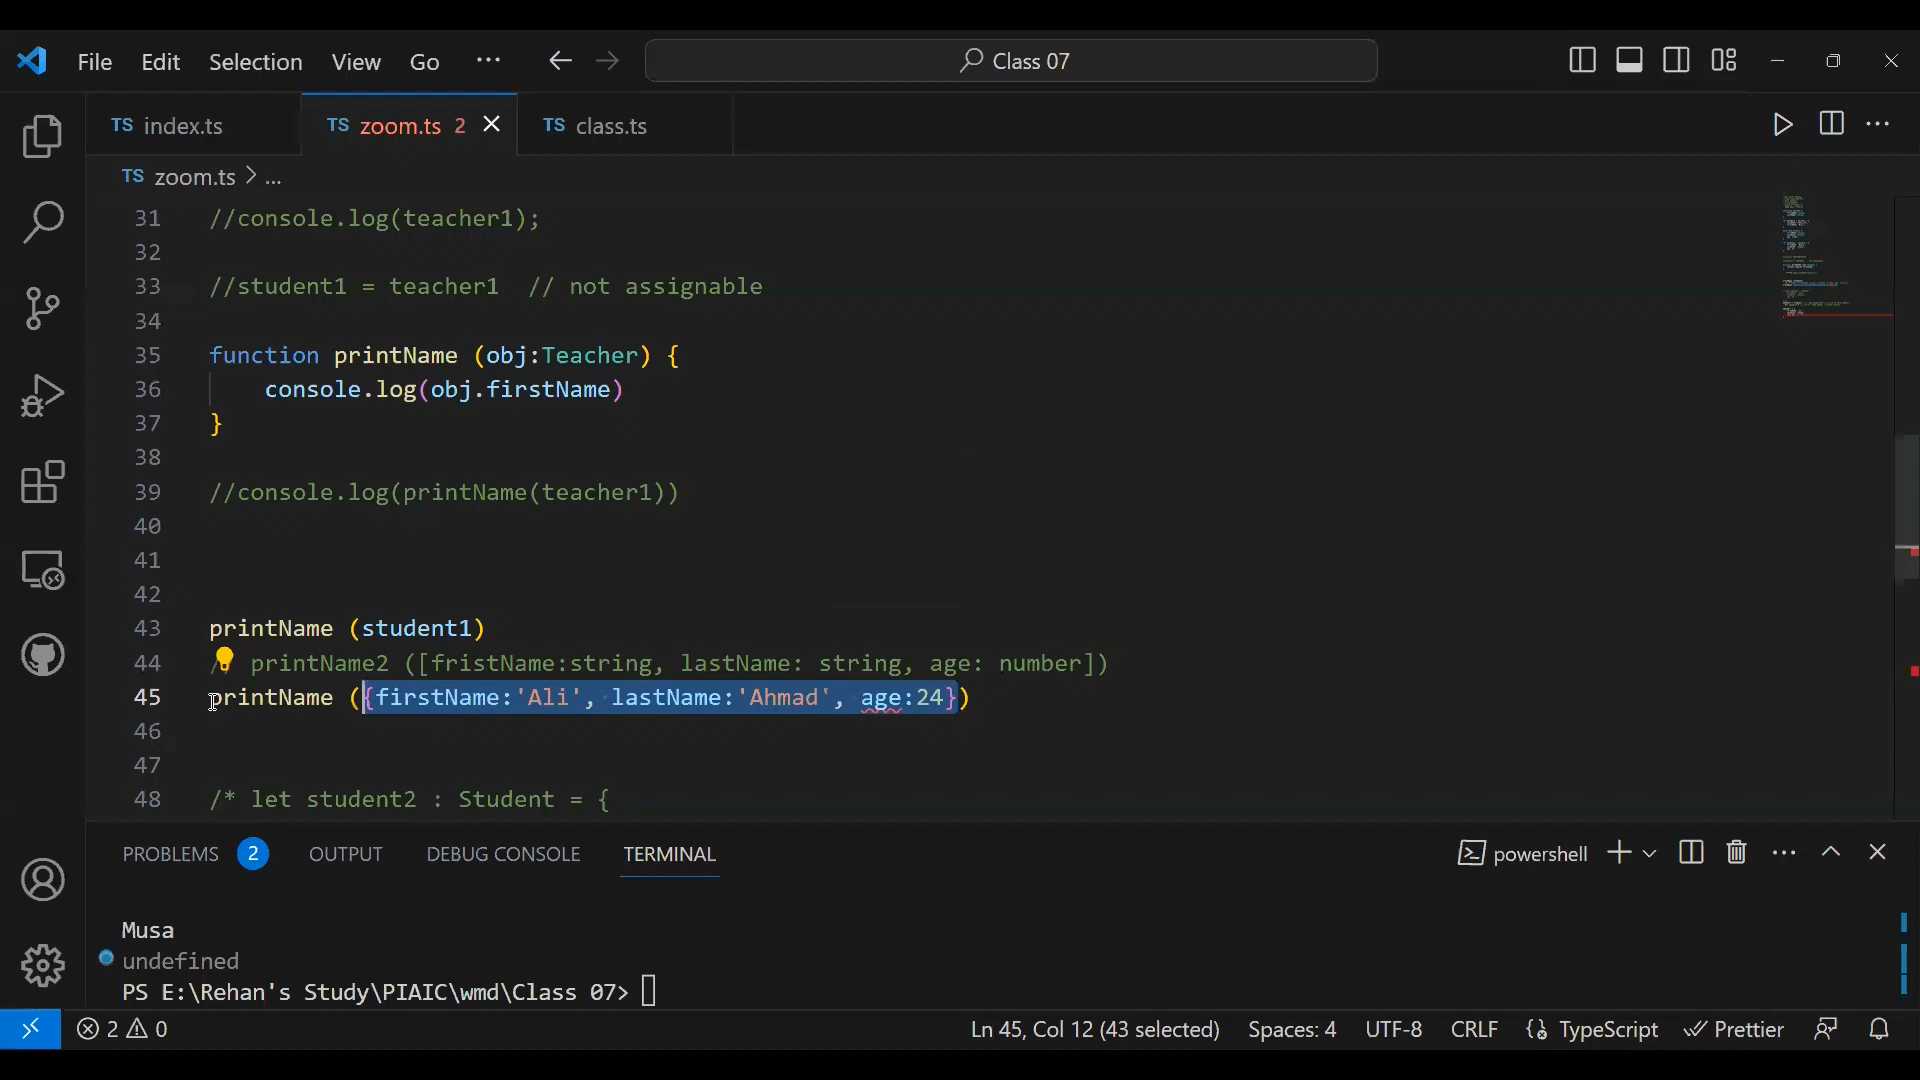 File Edit Selection View Go ··· Class 07
TS index.ts TS zoom.ts 2 TS class.ts
TS zoom.ts > ...
31 //console.log(teacher1);
32
33 //student1 = teacher1 // not assignable
34
35 function printName (obj:Teacher) {
36 console.log(obj.firstName)
37 }
38
39 //console.log(printName(teacher1))
40
41
42
43 printName (student1)
44 / printName2 ([fristName:string, lastName: string, age: number])
45 printName ({firstName:'Ali', lastName:'Ahmad', age:24})
46
47
48 /* let student2 : Student = {
PROBLEMS 2 OUTPUT DEBUG CONSOLE TERMINAL powershell
Musa
undefined
PS E:\Rehan's Study\PIAIC\wmd\Class 07>
2 0 Ln 45, Col 12 (43 selected) Spaces: 4 UTF-8 CRLF TypeScript Prettier